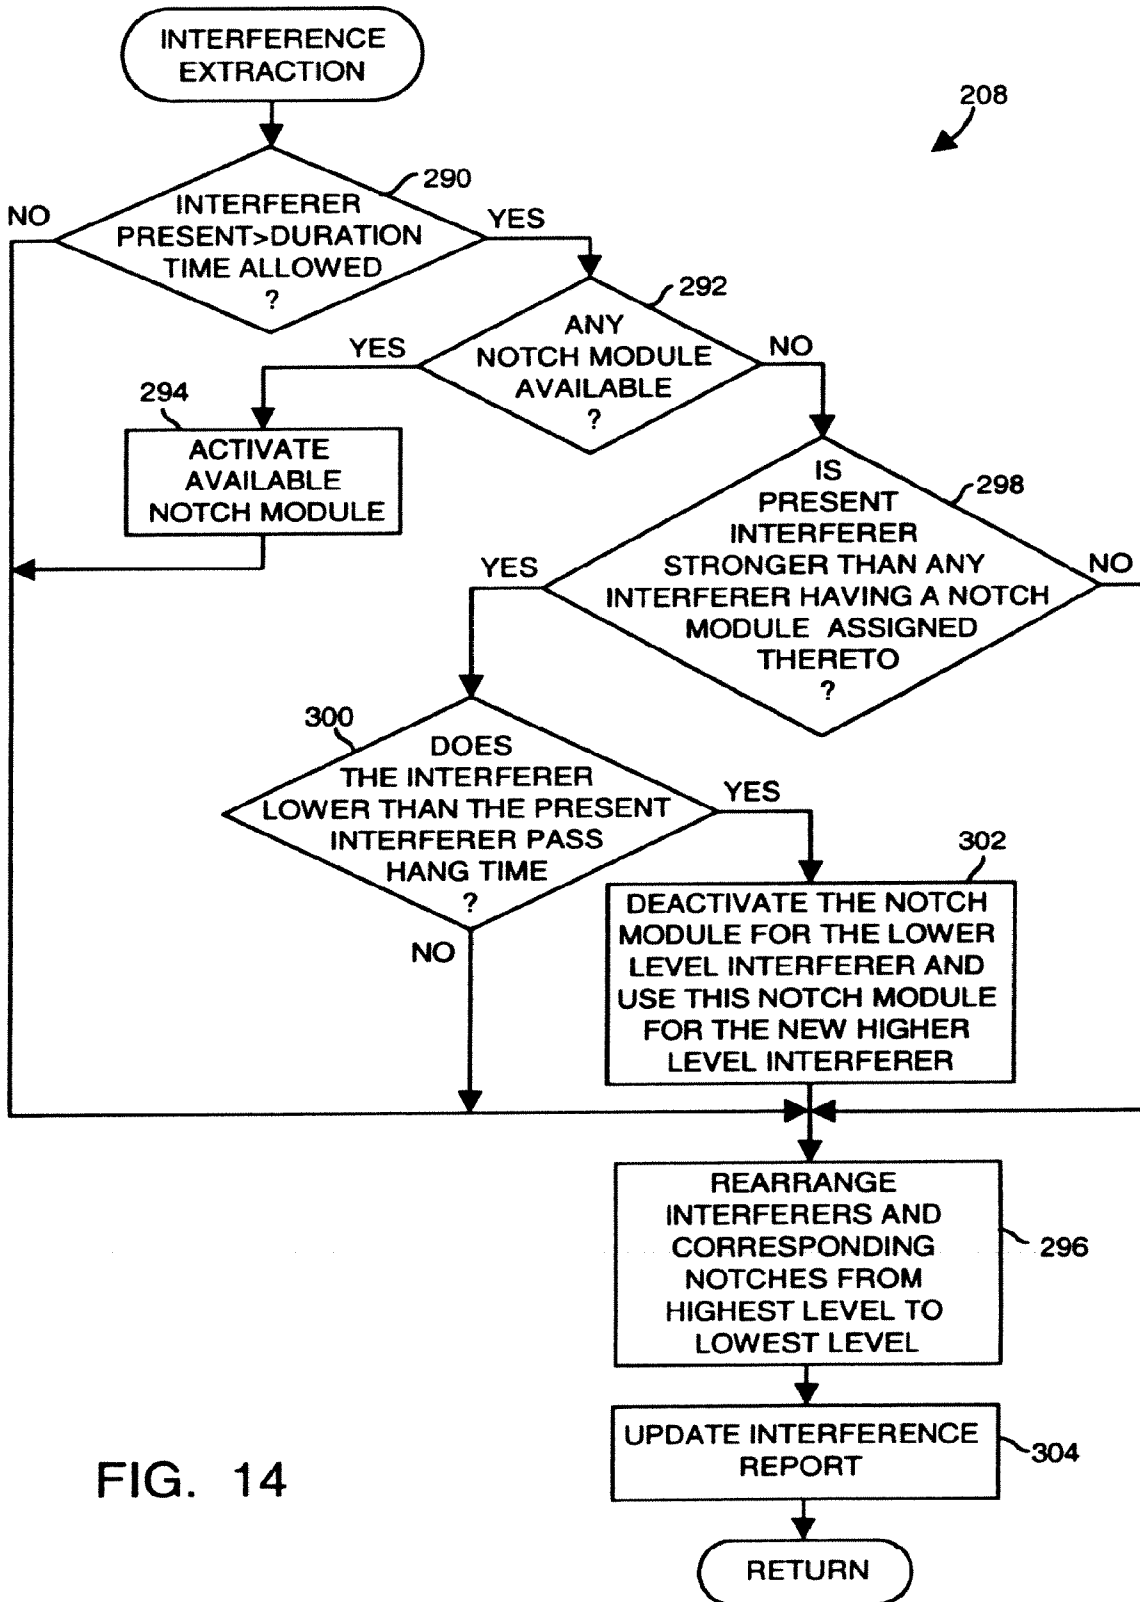 INTERFERENCE
EXTRACTION
208
290
INTERFERER
PRESENT>DURATION
TIME ALLOWED
?
NO
YES
292
ANY
NOTCH MODULE
AVAILABLE
?
YES
NO
294
ACTIVATE
AVAILABLE
NOTCH MODULE
298
IS
PRESENT
INTERFERER
STRONGER THAN ANY
INTERFERER HAVING A NOTCH
MODULE ASSIGNED
THERETO
?
YES
NO
300
DOES
THE INTERFERER
LOWER THAN THE PRESENT
INTERFERER PASS
HANG TIME
?
YES
NO
302
DEACTIVATE THE NOTCH
MODULE FOR THE LOWER
LEVEL INTERFERER AND
USE THIS NOTCH MODULE
FOR THE NEW HIGHER
LEVEL INTERFERER
REARRANGE
INTERFERERS AND
CORRESPONDING
NOTCHES FROM
HIGHEST LEVEL TO
LOWEST LEVEL
296
UPDATE INTERFERENCE
REPORT
304
RETURN
FIG. 14